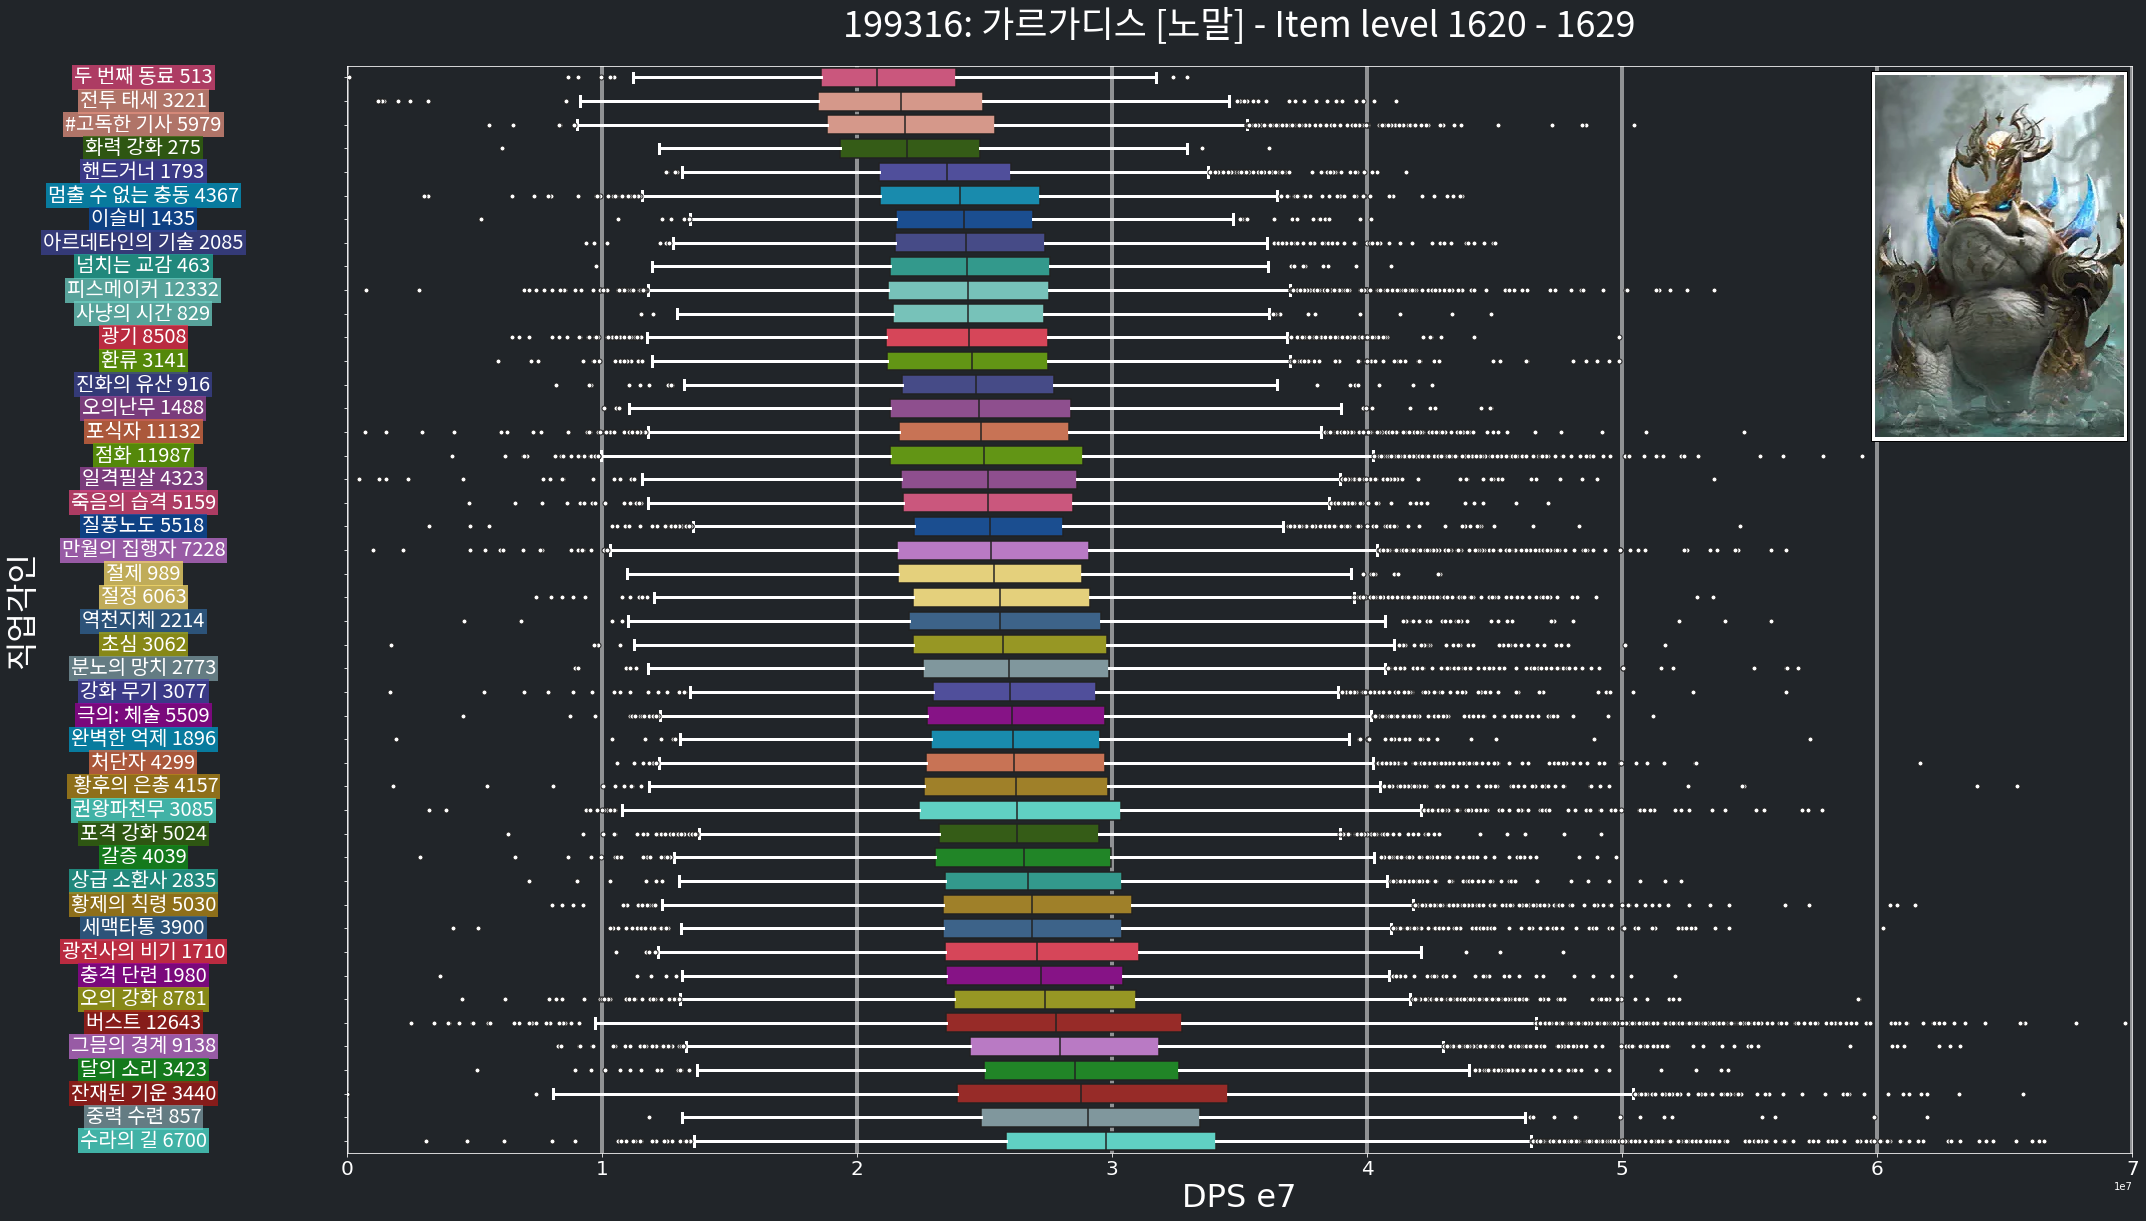 199316: 가르가디스 [노말] - Item level 1620 - 1629
두 번째 동료 513
전투 태세 3221
#고독한 기사 5979
화력 강화 275
핸드거너 1793
멈출 수 없는 충동 4367
이슬비 1435
아르데타인의 기술 2085
넘치는 교감 463
피스메이커 12332
사냥의 시간 829
광기 8508
환류 3141
진화의 유산 916
오의난무 1488
포식자 11132
점화 11987
일격필살 4323
죽음의 습격 5159
질풍노도 5518
만월의 집행자 7228
절제 989
절정 6063
역천지체 2214
초심 3062
분노의 망치 2773
강화 무기 3077
극의: 체술 5509
완벽한 억제 1896
처단자 4299
황후의 은총 4157
권왕파천무 3085
포격 강화 5024
갈증 4039
상급 소환사 2835
황제의 칙령 5030
세맥타통 3900
광전사의 비기 1710
충격 단련 1980
오의 강화 8781
버스트 12643
그믐의 경계 9138
달의 소리 3423
잔재된 기운 3440
중력 수련 857
수라의 길 6700
직업각인
0 1 2 3 4 5 6 7
DPS e7
1e7